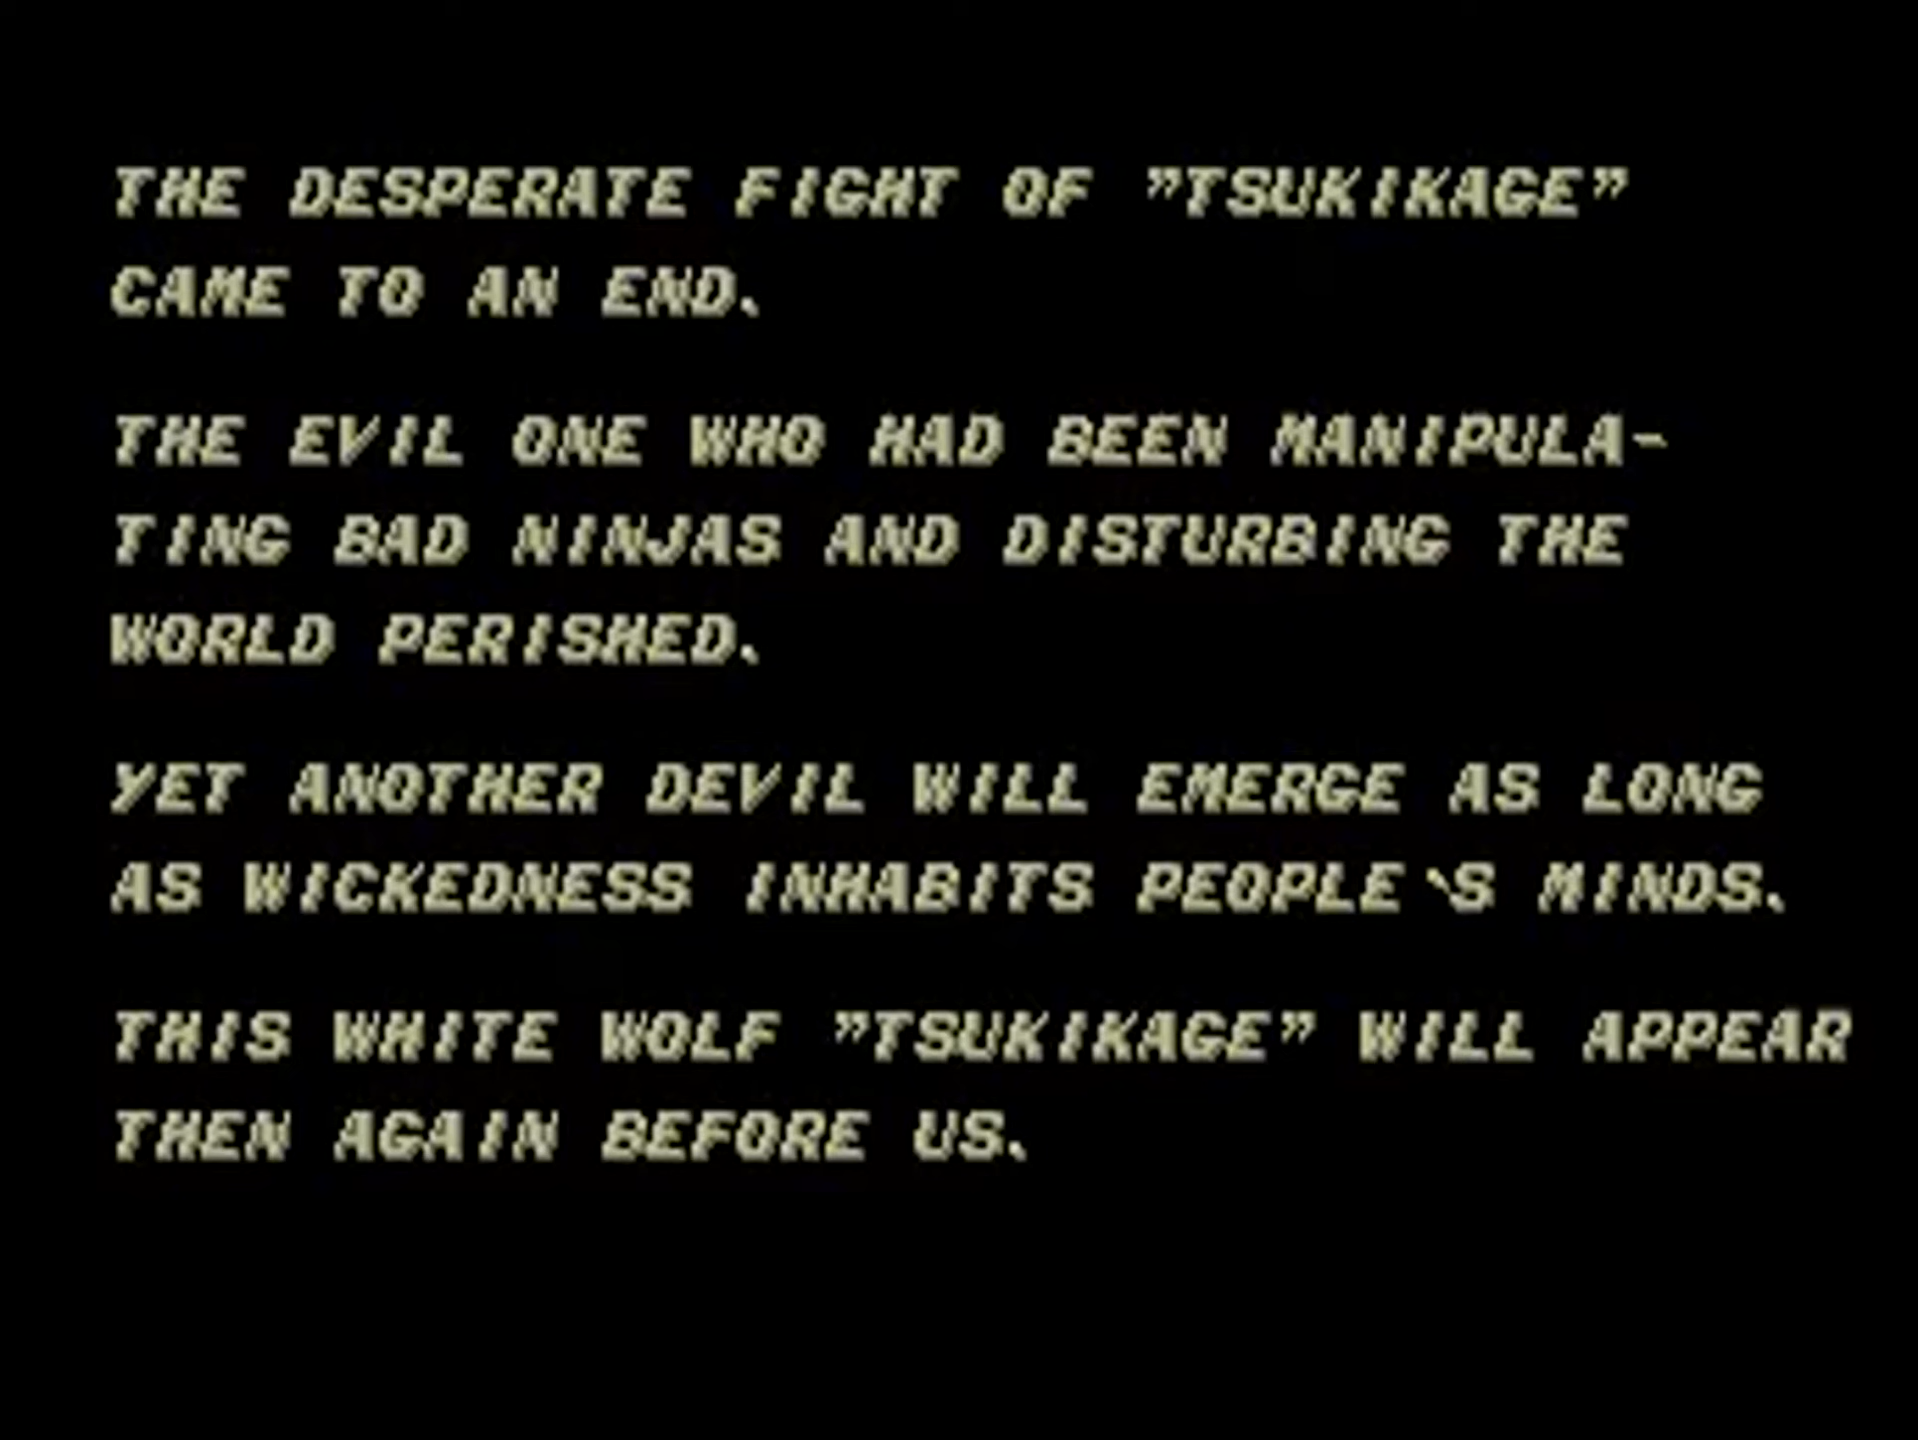 THE DESPERATE FIGHT OF "TSUKIKAGE"
CAME TO AN END.
THE EVIL ONE WHO HAD BEEN MANIPULA-
TING BAD NINJAS AND DISTURBING THE
WORLD PERISHED.
YET ANOTHER DEVIL WILL EMERGE AS LONG
AS WICKEDNESS INHABITS PEOPLE'S MINDS.
THIS WHITE WOLF "TSUKIKAGE" WILL APPEAR
THEN AGAIN BEFORE US.